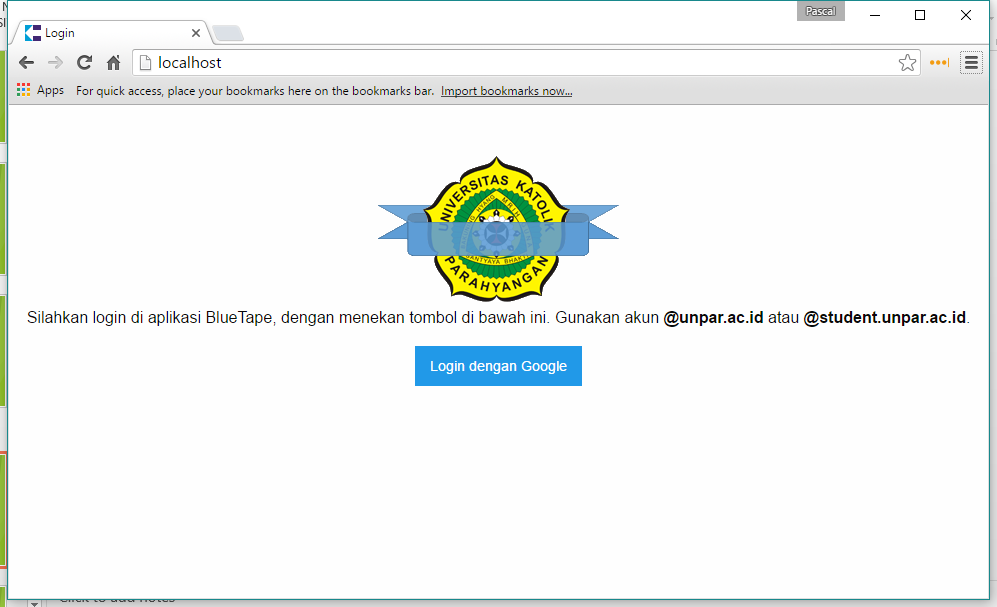 Pascal
Login
localhost
Apps For quick access, place your bookmarks here on the bookmarks bar. Import bookmarks now...
UNIVERSITAS KATOLIK
PARAHYANGAN
Silahkan login di aplikasi BlueTape, dengan menekan tombol di bawah ini. Gunakan akun @unpar.ac.id atau @student.unpar.ac.id.
Login dengan Google
Click to add notes